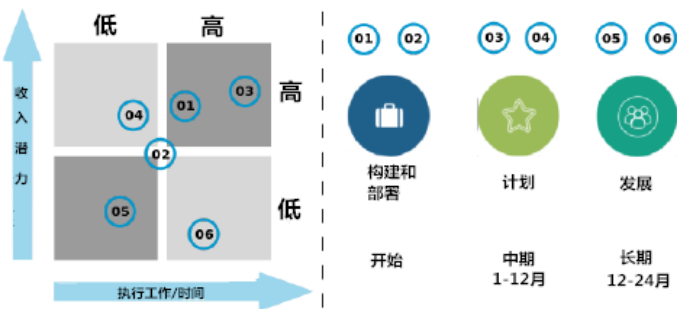 低
高
收
入
潜
力
高
低
04
01
03
02
05
06
执行工作/时间
01
02
03
04
05
06
构建和
部署
计划
发展
开始
中期
1-12月
长期
12-24月